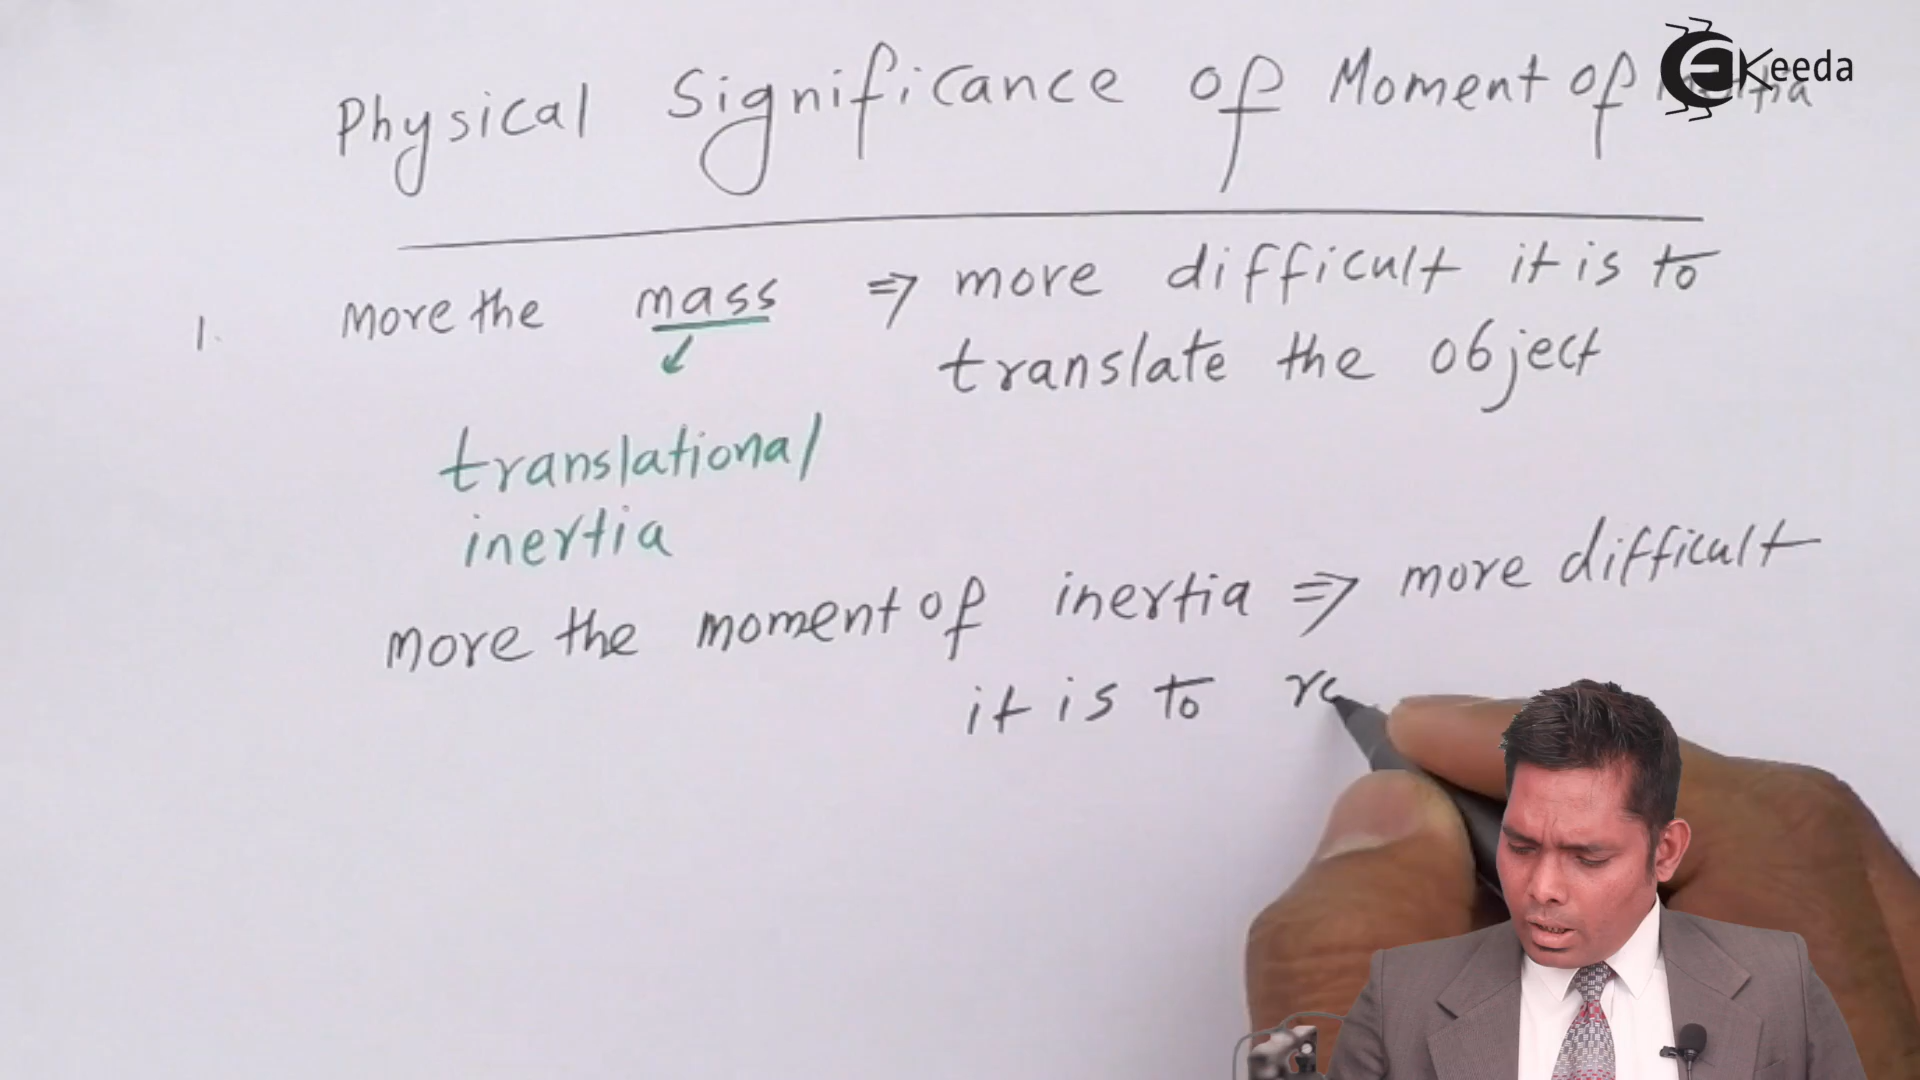 Physical Significance of Moment of
EKeeda
1. More the mass ⇒ more difficult it is to
translate the object
translational
inertia
more the moment of inertia ⇒ more difficult
it is to